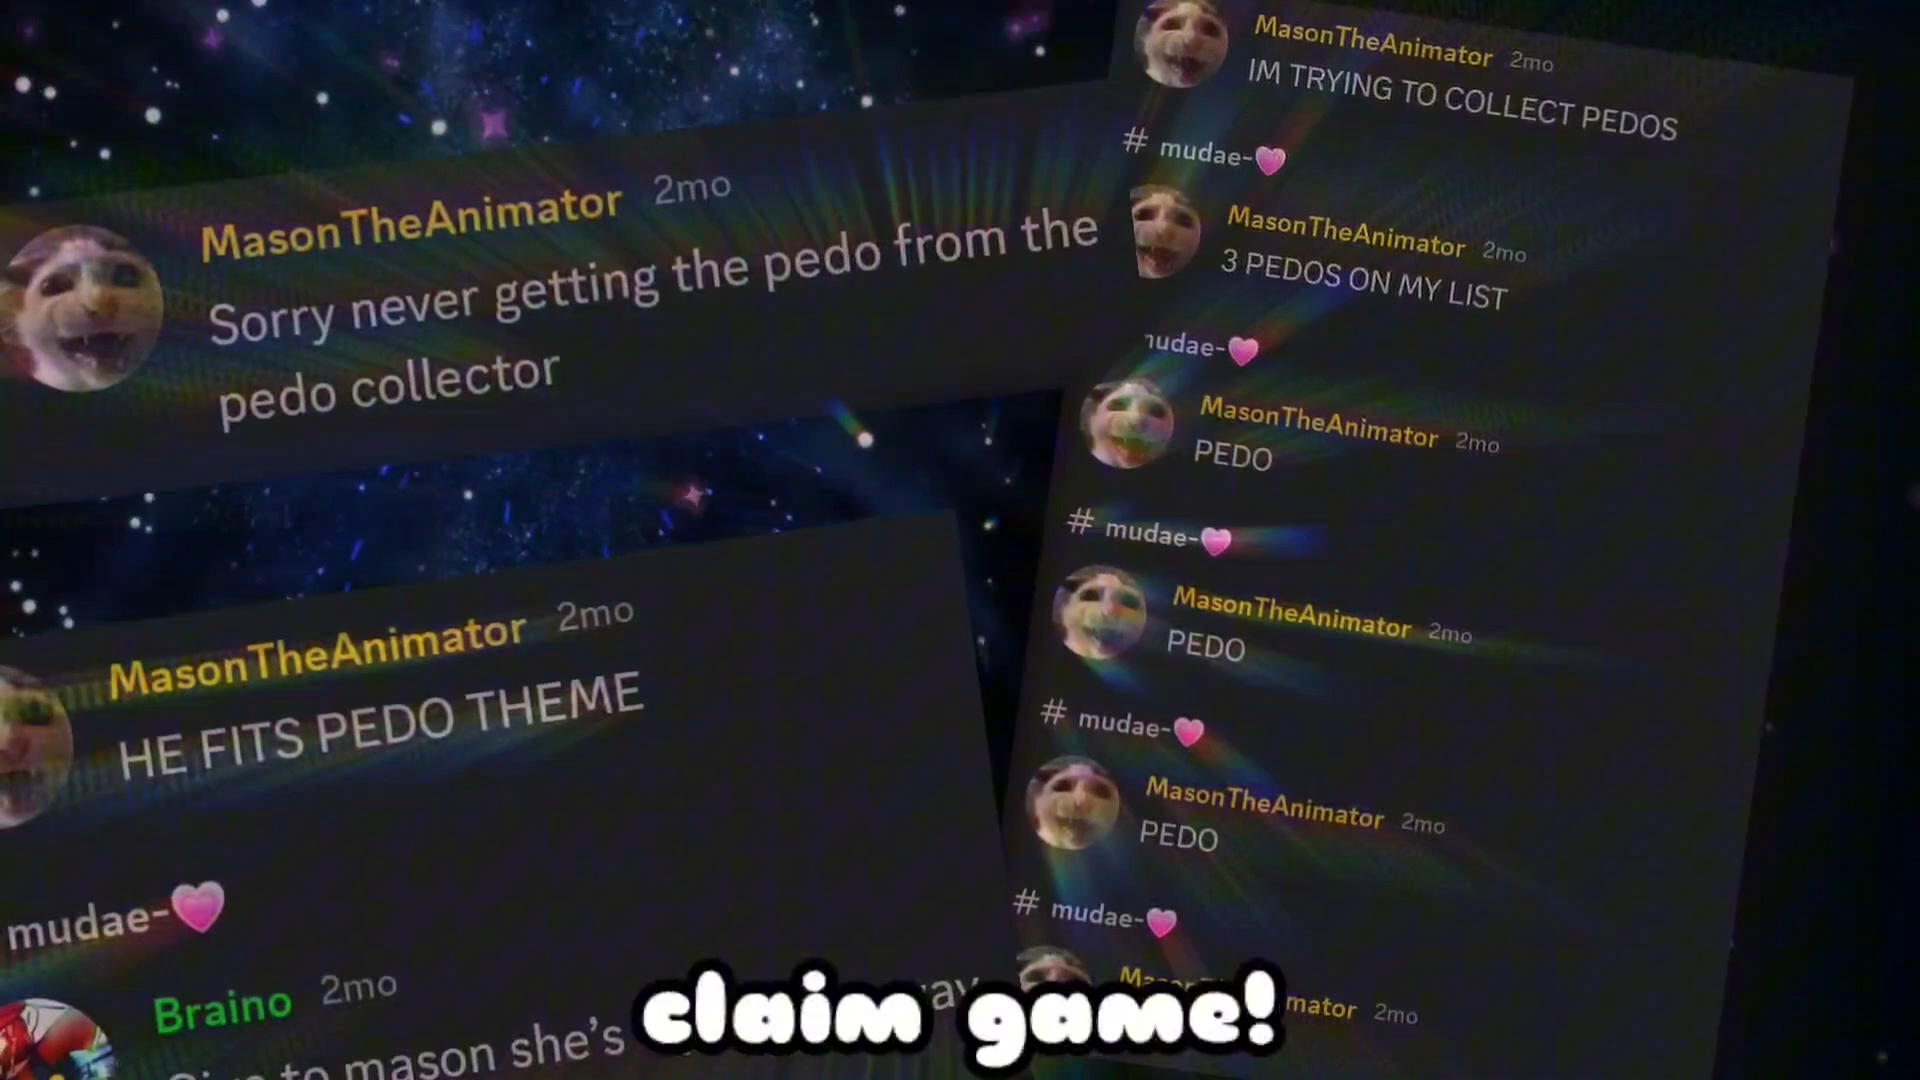 MasonTheAnimator 2mo
Sorry never getting the pedo from the
pedo collector
MasonTheAnimator 2mo
HE FITS PEDO THEME
mudae-
Braino 2mo
to mason she's
MasonTheAnimator 2mo
IM TRYING TO COLLECT PEDOS
# mudae-
MasonTheAnimator 2mo
3 PEDOS ON MY LIST
mudae-
MasonTheAnimator 2mo
PEDO
# mudae-
MasonTheAnimator 2mo
PEDO
# mudae-
MasonTheAnimator 2mo
PEDO
# mudae-
mator 2mo
claim game!